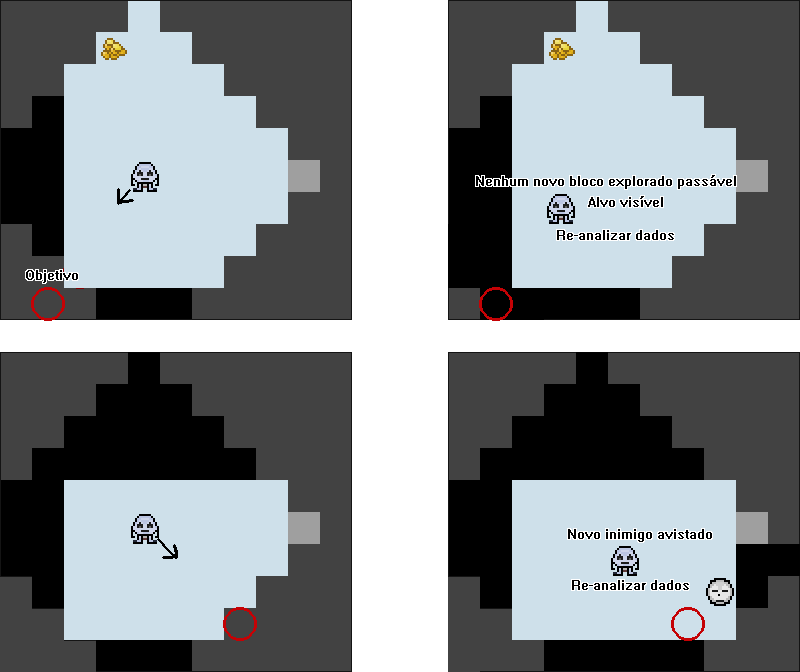 Nenhum novo bloco explorado passável
Alvo visível
Re-analizar dados
Objetivo
Novo inimigo avistado
Re-analizar dados